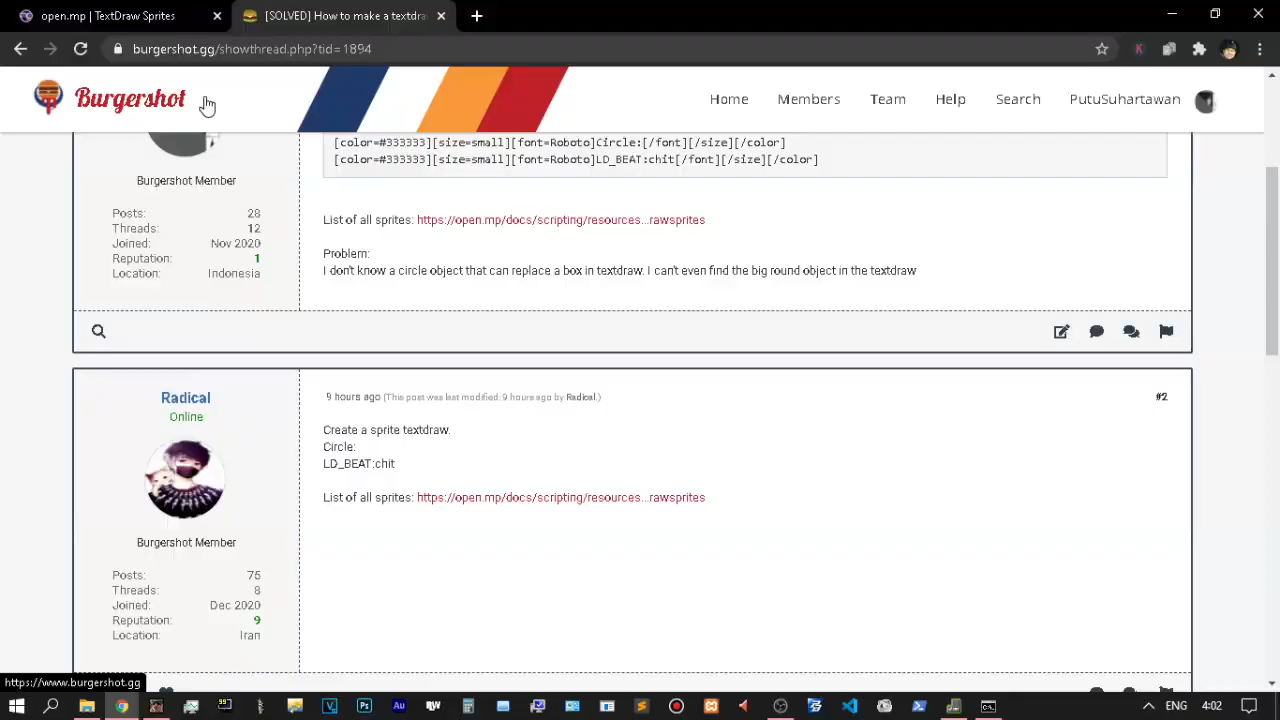 open.mp | TextDraw Sprites
[SOLVED] How to make a textdra
burgershot.gg/showthread.php?tid=1894
Burgershot
Home Members Team Help Search PutuSuhartawan
[color=#333333][size=small][font=Roboto]Circle:[/font][/size][/color]
[color=#333333][size=small][font=Roboto]LD_BEAT:chit[/font][/size][/color]
Burgershot Member
Posts: 28
Threads: 12
Joined: Nov 2020
Reputation: 1
Location: Indonesia
List of all sprites: https://open.mp/docs/scripting/resources...rawsprites
Problem:
I don't know a circle object that can replace a box in textdraw. I can't even find the big round object in the textdraw
Radical
Online
Burgershot Member
Posts: 75
Threads: 8
Joined: Dec 2020
Reputation: 9
Location: Iran
9 hours ago (This post was last modified: 9 hours ago by Radical.)
#2
Create a sprite textdraw.
Circle:
LD_BEAT:chit
List of all sprites: https://open.mp/docs/scripting/resources...rawsprites
https://www.burgershot.gg
ENG 4:02